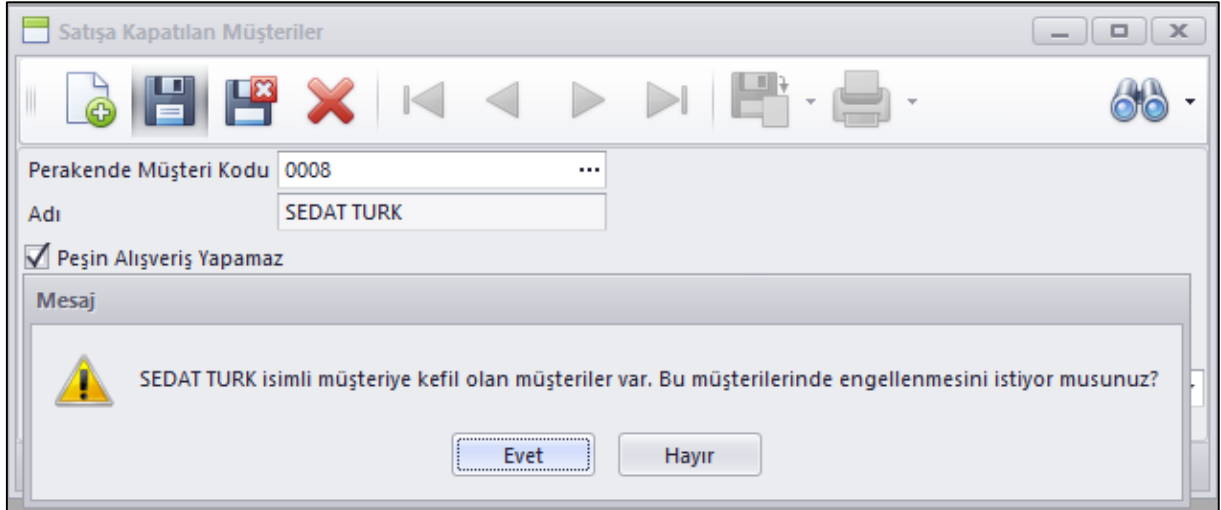 Satışa Kapatılan Müşteriler
Perakende Müşteri Kodu 0008 ...
Adı SEDAT TURK
Peşin Alışveriş Yapamaz
Mesaj
SEDAT TURK isimli müşteriye kefil olan müşteriler var. Bu müşterilerinde engellenmesini istiyor musunuz?
Evet Hayır